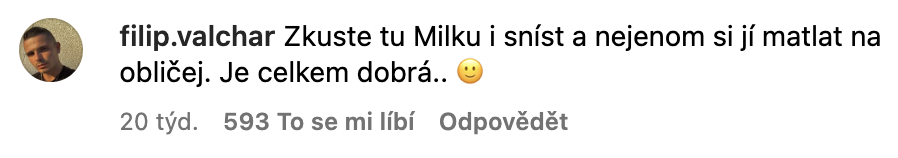 filip.valchar Zkuste tu Milku i sníst a nejenom si jí matlat na
obličej. Je celkem dobrá.. 🙂
20 týd. 593 To se mi líbí Odpovědět